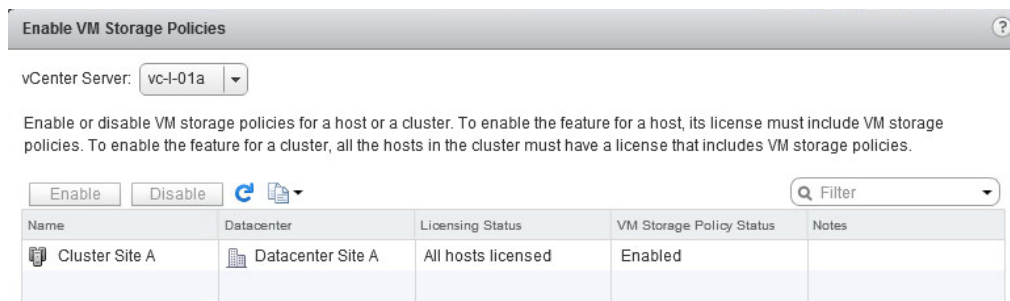 Enable VM Storage Policies
?
vCenter Server: vc-l-01a
Enable or disable VM storage policies for a host or a cluster. To enable the feature for a host, its license must include VM storage
policies. To enable the feature for a cluster, all the hosts in the cluster must have a license that includes VM storage policies.
Enable Disable Filter
Name Datacenter Licensing Status VM Storage Policy Status Notes
Cluster Site A Datacenter Site A All hosts licensed Enabled